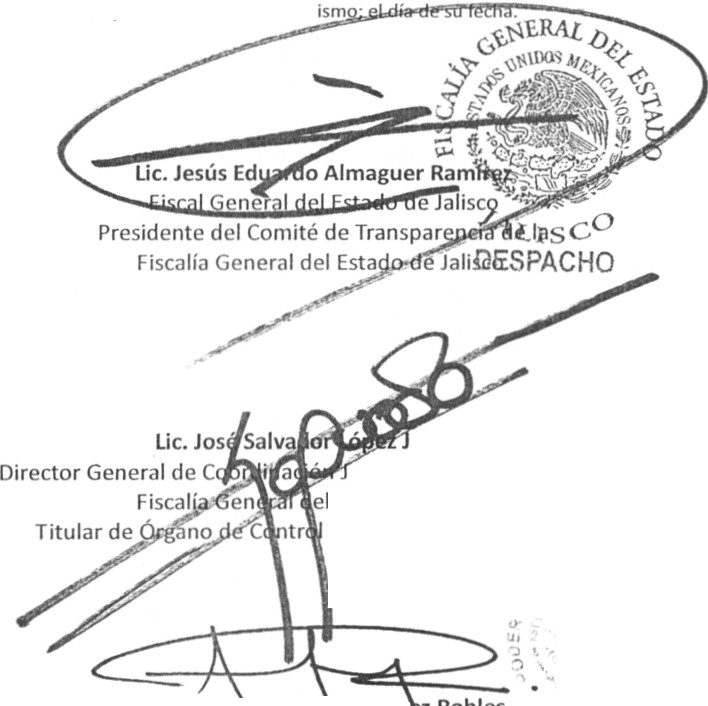 ismo; el día de su fecha.
FISCALÍA GENERAL DEL ESTADO
ESTADOS UNIDOS MEXICANOS
JALISCO
DESPACHO
Lic. Jesús Eduardo Almaguer Ramírez
Fiscal General del Estado de Jalisco
Presidente del Comité de Transparencia de la
Fiscalía General del Estado de Jalisco
Lic. José Salvador López J
Director General de Coordinación J
Fiscalía General del
Titular de Órgano de Control
PODER
ez Robles